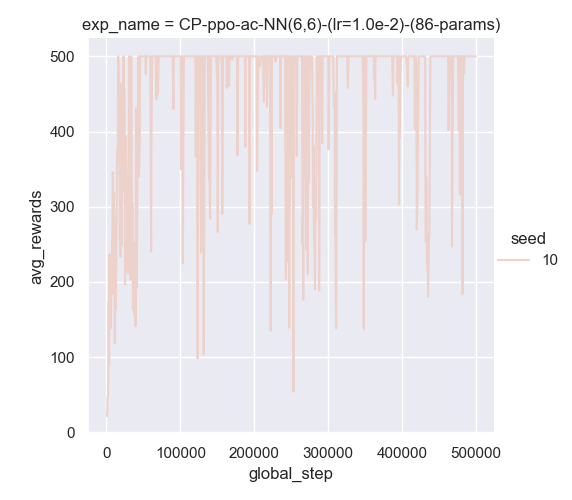 exp_name = CP-ppo-ac-NN(6,6)-(lr=1.0e-2)-(86-params)
500
400
300
200
100
0
avg_rewards
0 100000 200000 300000 400000 500000
global_step
seed
10